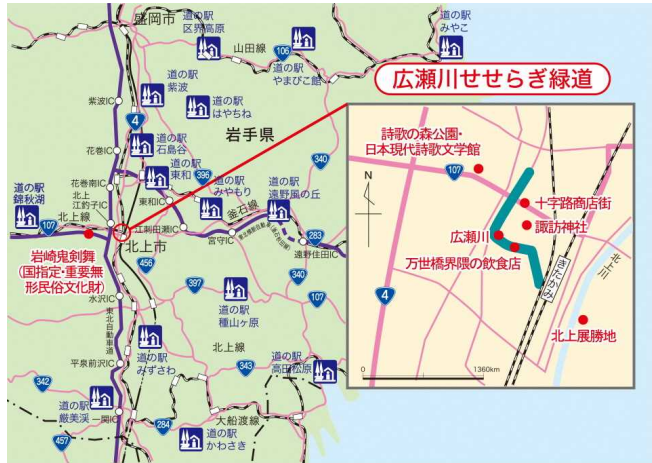 盛岡市
道の駅
区界高原
山田線
106
道の駅
やまびこ館
道の駅
みやこ
広瀬川せせらぎ緑道
紫波IC
道の駅
紫波
4
道の駅
はやちね
道の駅
石鳥谷
岩手県
花巻IC
道の駅
東和
396
道の駅
みやもり
340
道の駅
遠野風の丘
花巻南IC
北上
江釣子IC
東和IC
釜石線
283
道の駅
錦秋湖
107
北上線
江刺田瀬IC
宮守IC
遠野住田IC
北上市
岩崎鬼剣舞
(国指定・重要無
形民俗文化財)
456
397
107
水沢IC
東北自動車道
道の駅
種山ヶ原
道の駅
みずさわ
北上線
343
340
道の駅
高田松原
平泉前沢IC
342
道の駅
厳美渓
一関IC
457
284
大船渡線
道の駅
かわさき
詩歌の森公園・
日本現代詩歌文学館
107
N
十字路商店街
諏訪神社
広瀬川
万世橋界隈の飲食店
きたかみ
北上川
4
北上展勝地
0
1360km